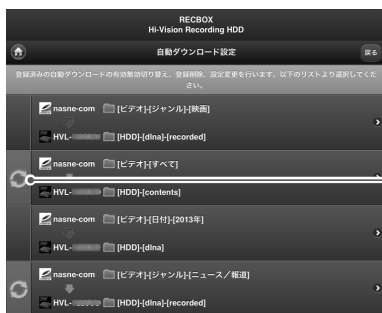 RECBOX
Hi-Vision Recording HDD
自動ダウンロード設定
戻る
登録済みの自動ダウンロードの有効無効切り替え、登録削除、設定変更を行います。以下のリストより選択してくだ
さい。
nasne-com [ビデオ]-[ジャンル]-[映画]
HVL- [HDD]-[dlna]-[recorded]
nasne-com [ビデオ]-[すべて]
HVL- [HDD]-[contents]
nasne-com [ビデオ]-[日付]-[2013年]
HVL- [HDD]-[dlna]
nasne-com [ビデオ]-[ジャンル]-[ニュース／報道]
HVL- [HDD]-[dlna]-[recorded]